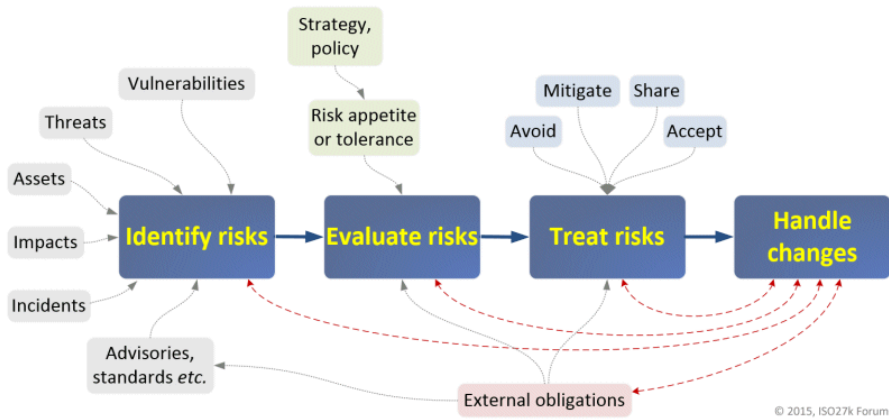 Strategy,
policy
Vulnerabilities
Mitigate
Share
Threats
Risk appetite
or tolerance
Avoid
Accept
Assets
Identify risks
Evaluate risks
Treat risks
Handle
changes
Impacts
Incidents
Advisories,
standards etc.
External obligations
© 2015, ISO27k Forum